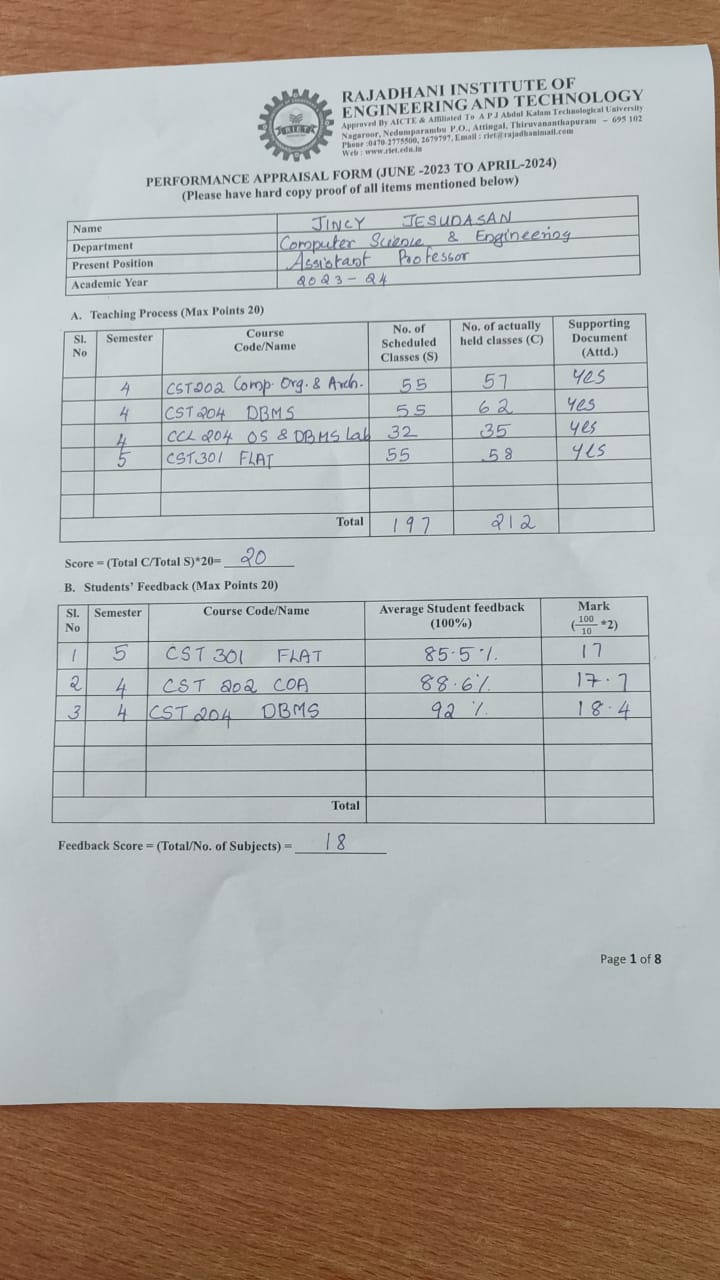 RIET
RAJADHANI INSTITUTE OF
ENGINEERING AND TECHNOLOGY
Approved By AICTE & Affiliated To A P J Abdul Kalam Technological University
Nagaroor, Nedumparambu P.O., Attingal, Thiruvananthapuram – 695 102
Phone :0470-2775500, 2679797, Email : riet@rajadhanimail.com
Web : www.riet.edu.in
PERFORMANCE APPRAISAL FORM (JUNE -2023 TO APRIL-2024)
(Please have hard copy proof of all items mentioned below)
Name JINCY JESUDASAN
Department Computer Science & Engineering
Present Position Assistant Professor
Academic Year 2023-24
A. Teaching Process (Max Points 20)
Sl. No Semester Course Code/Name No. of Scheduled Classes (S) No. of actually held classes (C) Supporting Document (Attd.)
4 CST202 Comp. Org. & Arch. 55 57 yes
4 CST 204 DBMS 55 62 yes
4 CCL 204 OS & DBMS Lab 32 35 yes
5 CST301 FLAT 55 58 yes
Total 197 212
Score = (Total C/Total S)*20= 20
B. Students' Feedback (Max Points 20)
Sl. No Semester Course Code/Name Average Student feedback (100%) Mark (100/10 *2)
1 5 CST 301 FLAT 85.5% 17
2 4 CST 202 COA 88.6% 17.7
3 4 CST 204 DBMS 92 % 18.4
Total
Feedback Score = (Total/No. of Subjects) = 18
Page 1 of 8